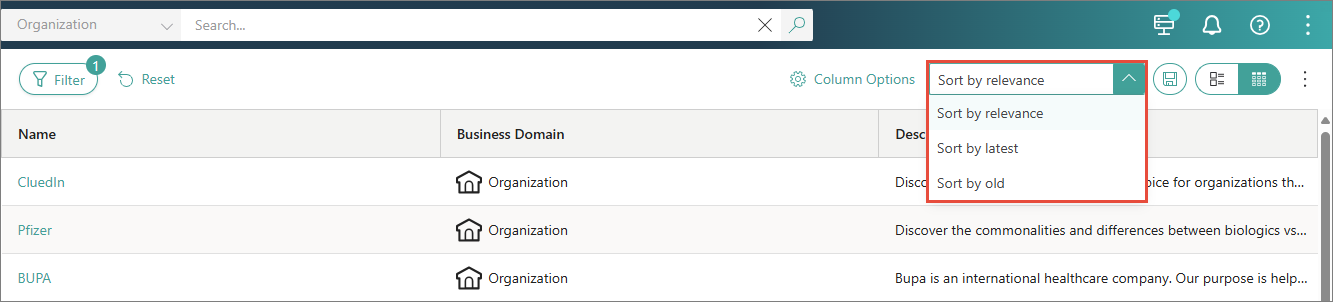 Organization
Search...
Filter
1
Reset
Column Options
Sort by relevance
Sort by relevance
Sort by latest
Sort by old
Name
Business Domain
Desc
CluedIn
Organization
Disco
oice for organizations th...
Pfizer
Organization
Discover the commonalities and differences between biologics vs...
BUPA
Organization
Bupa is an international healthcare company. Our purpose is help...